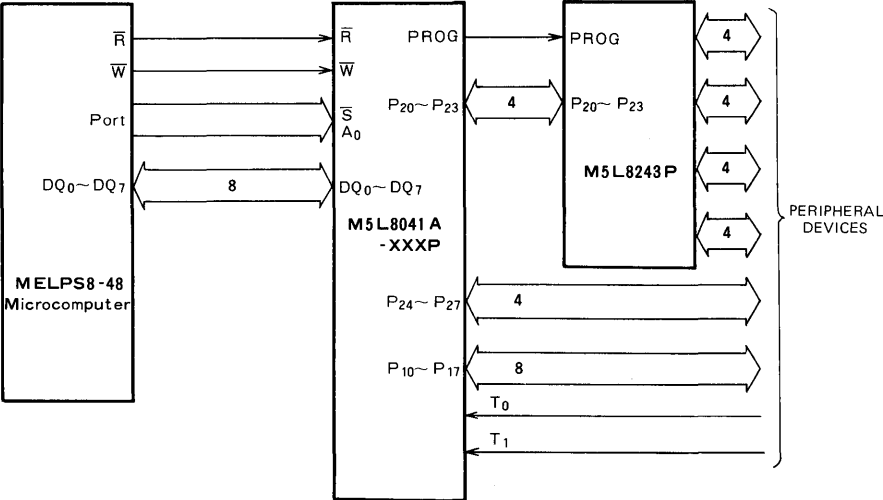 R̅
W̅
Port
DQ₀~DQ₇
MELPS8-48
Microcomputer
8
R̅
W̅
S̅
A₀
DQ₀~DQ₇
M5L8041A
-XXXP
PROG
P₂₀~P₂₃
P₂₄~P₂₇
P₁₀~P₁₇
4
4
8
T₀
T₁
PROG
P₂₀~P₂₃
M5L8243P
4
4
4
4
PERIPHERAL
DEVICES